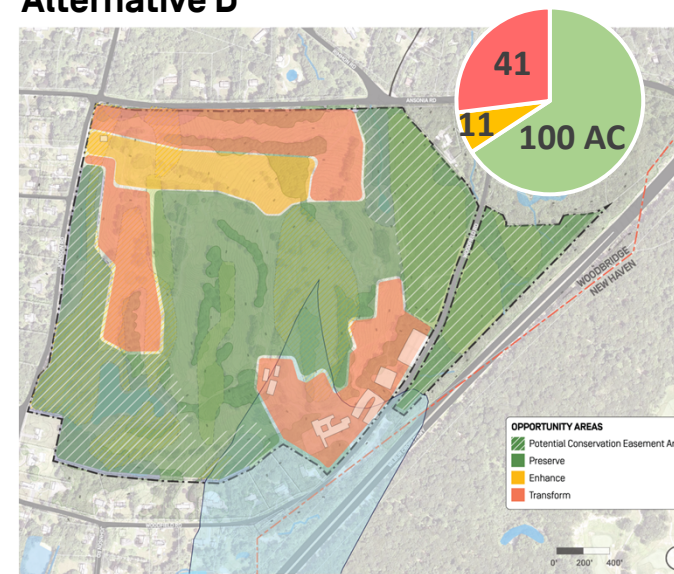 Alternative D
41
11
100 AC
ANSONIA RD
WOODBRIDGE
NEW HAVEN
OPPORTUNITY AREAS
Potential Conservation Easement Ar
Preserve
Enhance
Transform
0' 200' 400'